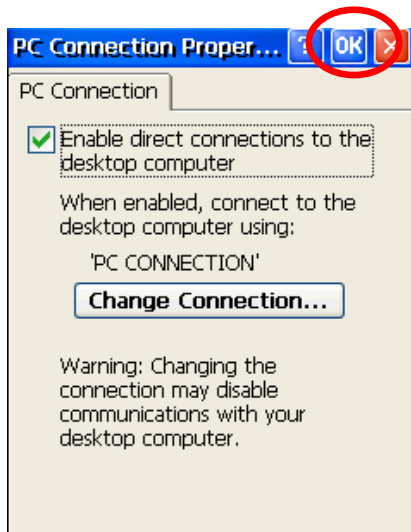 PC Connection Proper... ? OK ×
PC Connection
Enable direct connections to the
desktop computer
When enabled, connect to the
desktop computer using:
'PC CONNECTION'
Change Connection...
Warning: Changing the
connection may disable
communications with your
desktop computer.